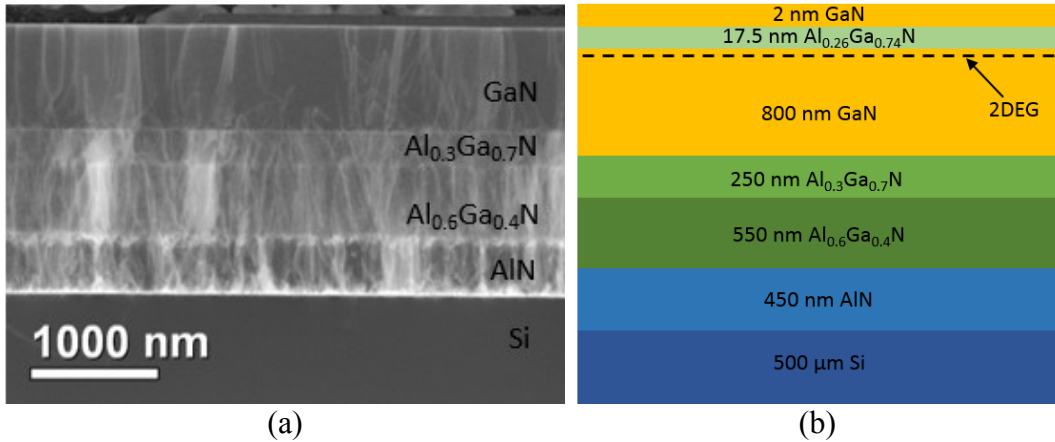 GaN
Al0.3Ga0.7N
Al0.6Ga0.4N
AlN
Si
1000 nm
(a)
2 nm GaN
17.5 nm Al0.26Ga0.74N
2DEG
800 nm GaN
250 nm Al0.3Ga0.7N
550 nm Al0.6Ga0.4N
450 nm AlN
500 µm Si
(b)